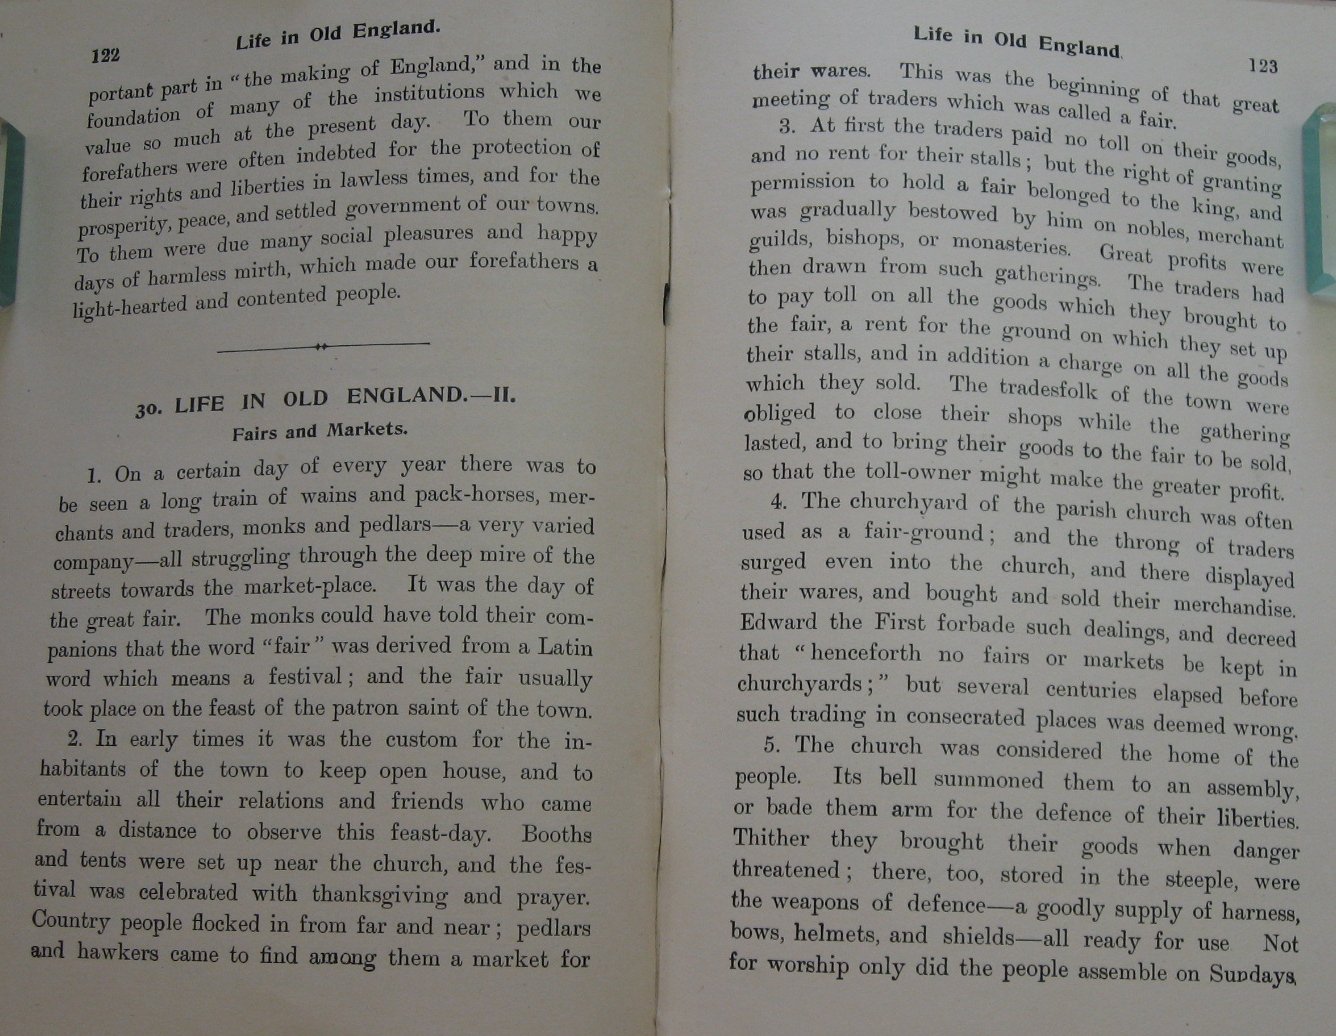 122
Life in Old England.
portant part in "the making of England," and in the
foundation of many of the institutions which we
value so much at the present day. To them our
forefathers were often indebted for the protection of
their rights and liberties in lawless times, and for the
prosperity, peace, and settled government of our towns.
To them were due many social pleasures and happy
days of harmless mirth, which made our forefathers a
light-hearted and contented people.
30. LIFE IN OLD ENGLAND.—II.
Fairs and Markets.
1. On a certain day of every year there was to
be seen a long train of wains and pack-horses, mer-
chants and traders, monks and pedlars—a very varied
company—all struggling through the deep mire of the
streets towards the market-place. It was the day of
the great fair. The monks could have told their com-
panions that the word "fair" was derived from a Latin
word which means a festival; and the fair usually
took place on the feast of the patron saint of the town.
2. In early times it was the custom for the in-
habitants of the town to keep open house, and to
entertain all their relations and friends who came
from a distance to observe this feast-day. Booths
and tents were set up near the church, and the fes-
tival was celebrated with thanksgiving and prayer.
Country people flocked in from far and near; pedlars
and hawkers came to find among them a market for
Life in Old England.
123
their wares. This was the beginning of that great
meeting of traders which was called a fair.
3. At first the traders paid no toll on their goods,
and no rent for their stalls; but the right of granting
permission to hold a fair belonged to the king, and
was gradually bestowed by him on nobles, merchant
guilds, bishops, or monasteries. Great profits were
then drawn from such gatherings. The traders had
to pay toll on all the goods which they brought to
the fair, a rent for the ground on which they set up
their stalls, and in addition a charge on all the goods
which they sold. The tradesfolk of the town were
obliged to close their shops while the gathering
lasted, and to bring their goods to the fair to be sold,
so that the toll-owner might make the greater profit.
4. The churchyard of the parish church was often
used as a fair-ground; and the throng of traders
surged even into the church, and there displayed
their wares, and bought and sold their merchandise.
Edward the First forbade such dealings, and decreed
that "henceforth no fairs or markets be kept in
churchyards;" but several centuries elapsed before
such trading in consecrated places was deemed wrong.
5. The church was considered the home of the
people. Its bell summoned them to an assembly,
or bade them arm for the defence of their liberties.
Thither they brought their goods when danger
threatened; there, too, stored in the steeple, were
the weapons of defence—a goodly supply of harness,
bows, helmets, and shields—all ready for use Not
for worship only did the people assemble on Sundays,